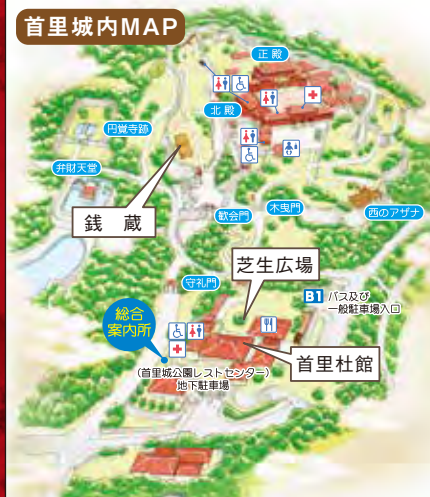 首里城内MAP
正殿
北殿
円覚寺跡
弁財天堂
銭蔵
歓会門
木曳門
西のアザナ
守礼門
芝生広場
B1 バス及び
一般駐車場入口
総合
案内所
首里杜館
(首里城公園レストセンター)
地下駐車場